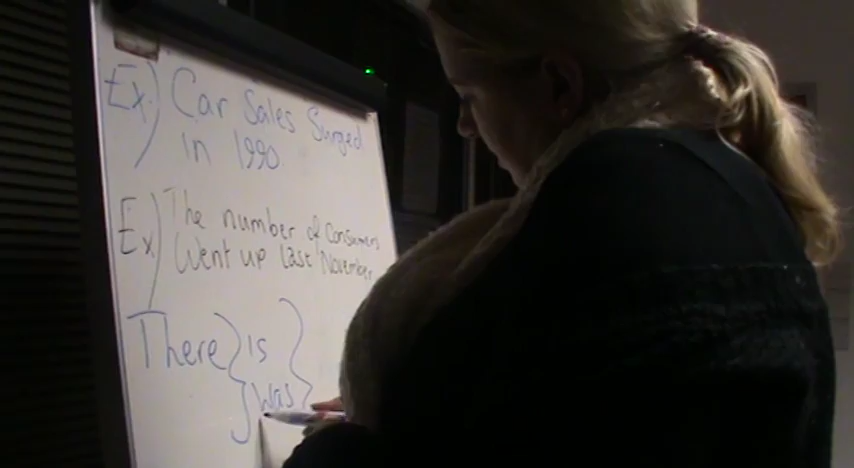 Ex) Car Sales Surged
in 1990
Ex) The number of Consumers
Went up last November
There } is }
} was }